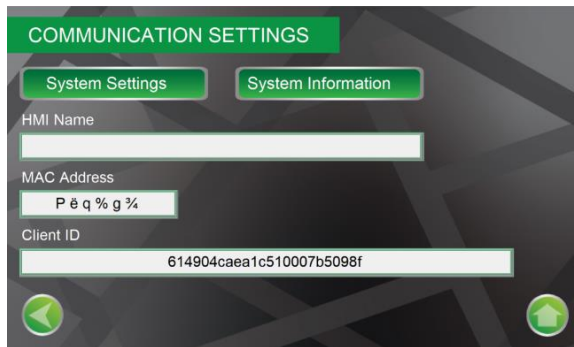 COMMUNICATION SETTINGS
System Settings System Information
HMI Name
MAC Address
P ë q % g ¾
Client ID
614904caea1c510007b5098f